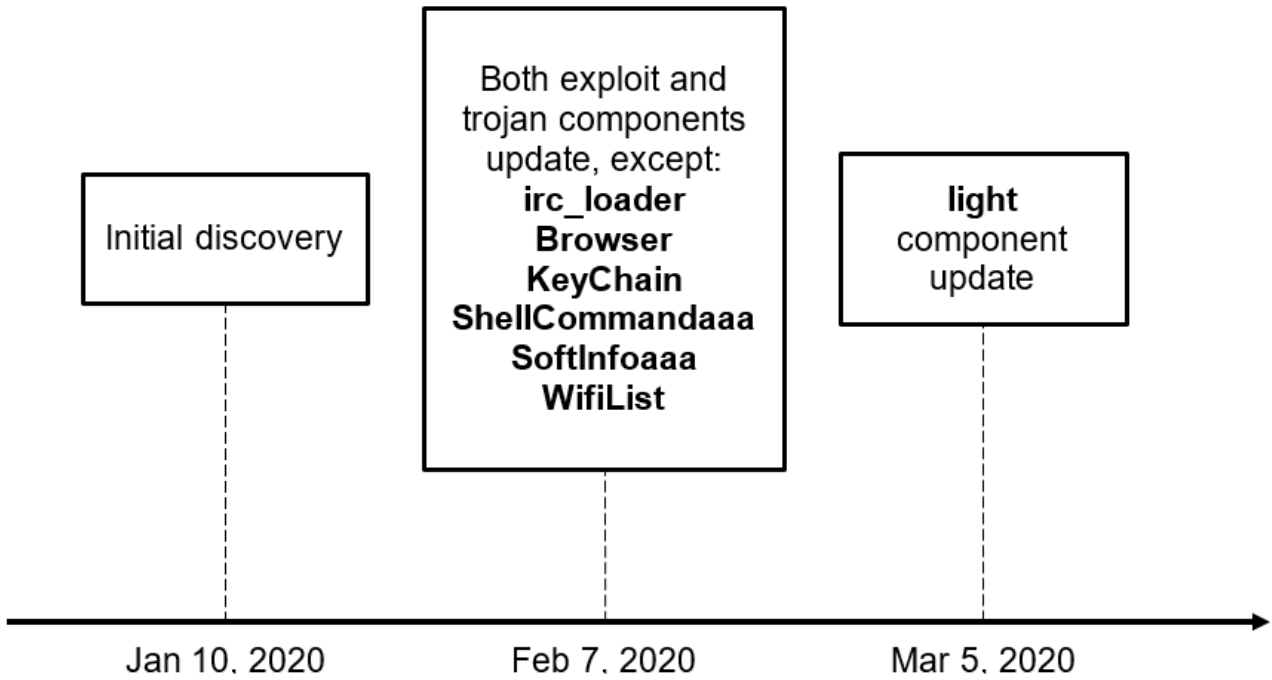 Initial discovery
Both exploit and
trojan components
update, except:
irc_loader
Browser
KeyChain
ShellCommandaaa
SoftInfoaaa
WifiList
light
component
update
Jan 10, 2020
Feb 7, 2020
Mar 5, 2020